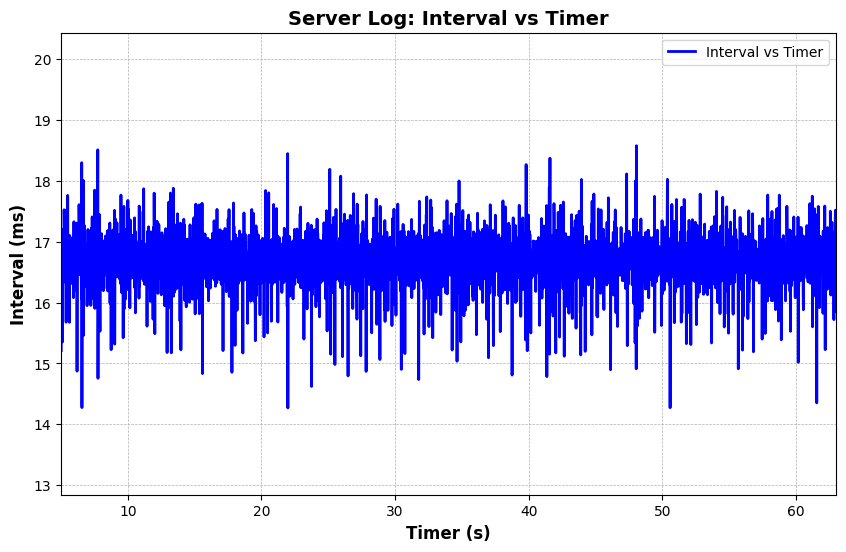 Server Log: Interval vs Timer
Interval vs Timer
20
19
18
17
16
15
14
13
Interval (ms)
10 20 30 40 50 60
Timer (s)